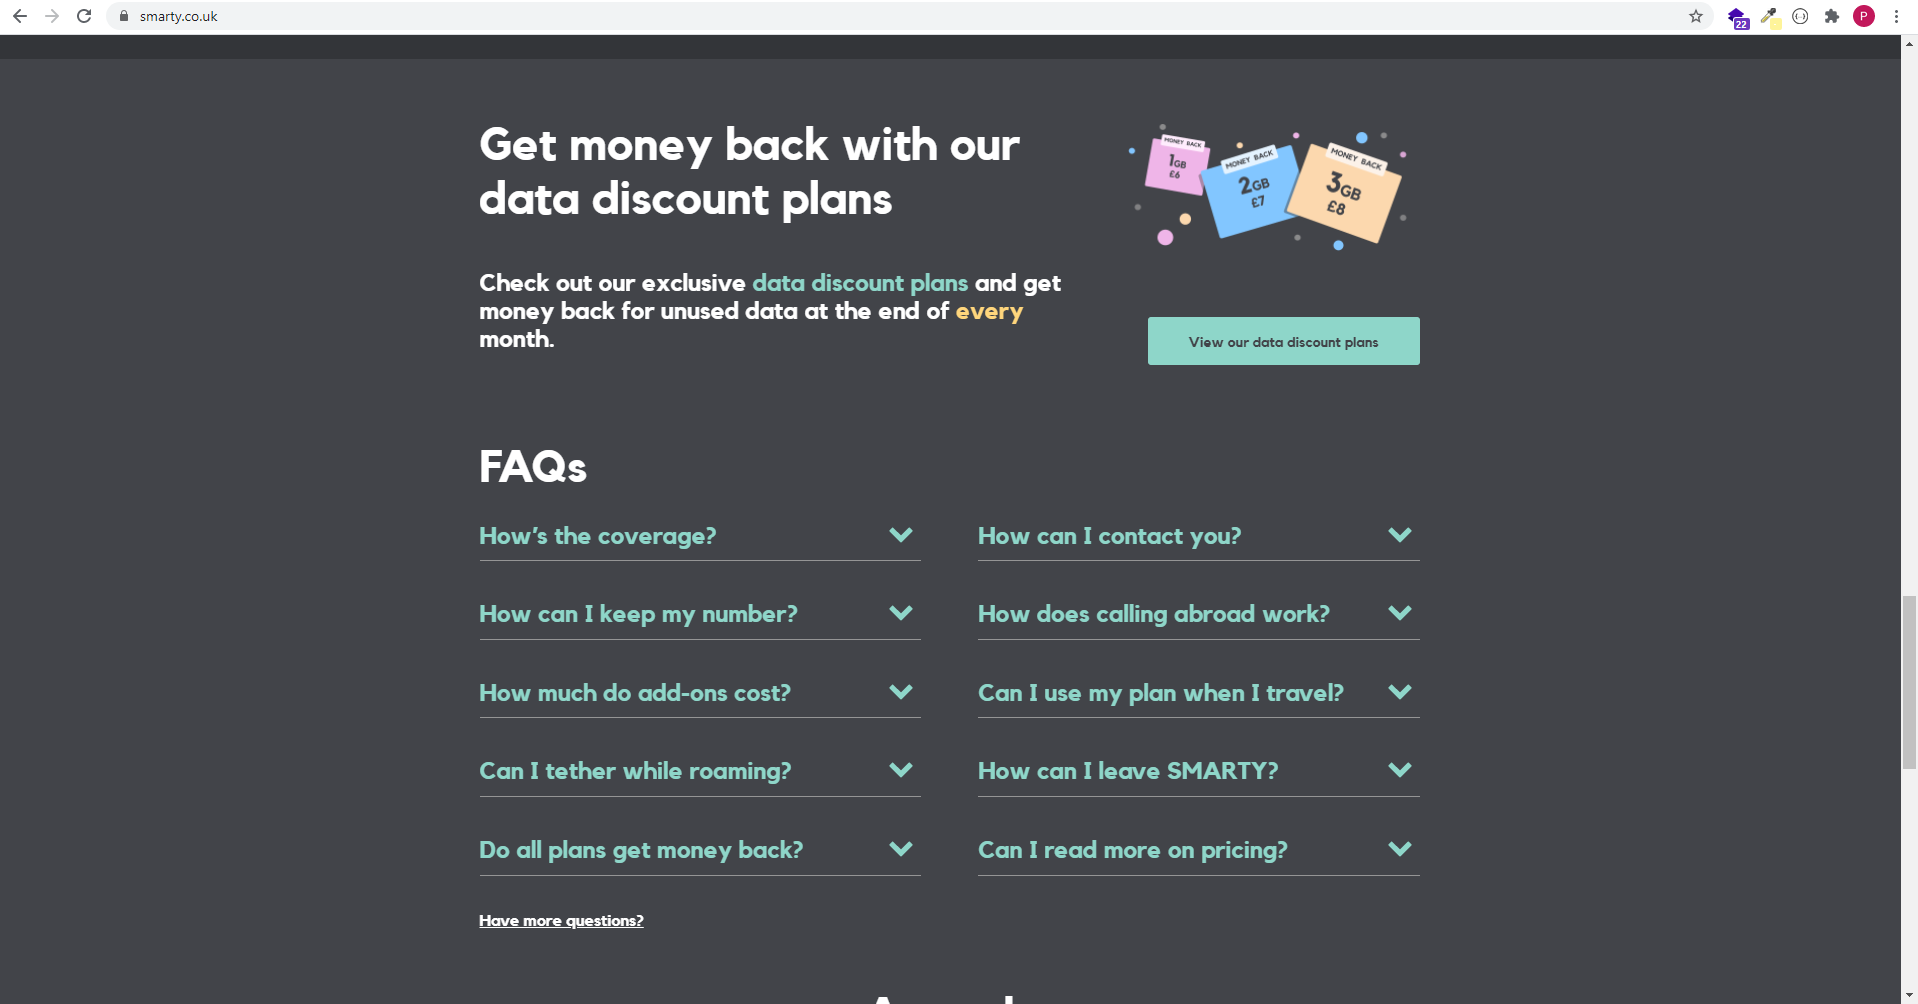 smarty.co.uk
22
P
Get money back with our
data discount plans
MONEY BACK
1GB
£6
MONEY BACK
2GB
£7
MONEY BACK
3GB
£8
Check out our exclusive data discount plans and get
money back for unused data at the end of every
month.
View our data discount plans
FAQs
How’s the coverage?
How can I contact you?
How can I keep my number?
How does calling abroad work?
How much do add-ons cost?
Can I use my plan when I travel?
Can I tether while roaming?
How can I leave SMARTY?
Do all plans get money back?
Can I read more on pricing?
Have more questions?